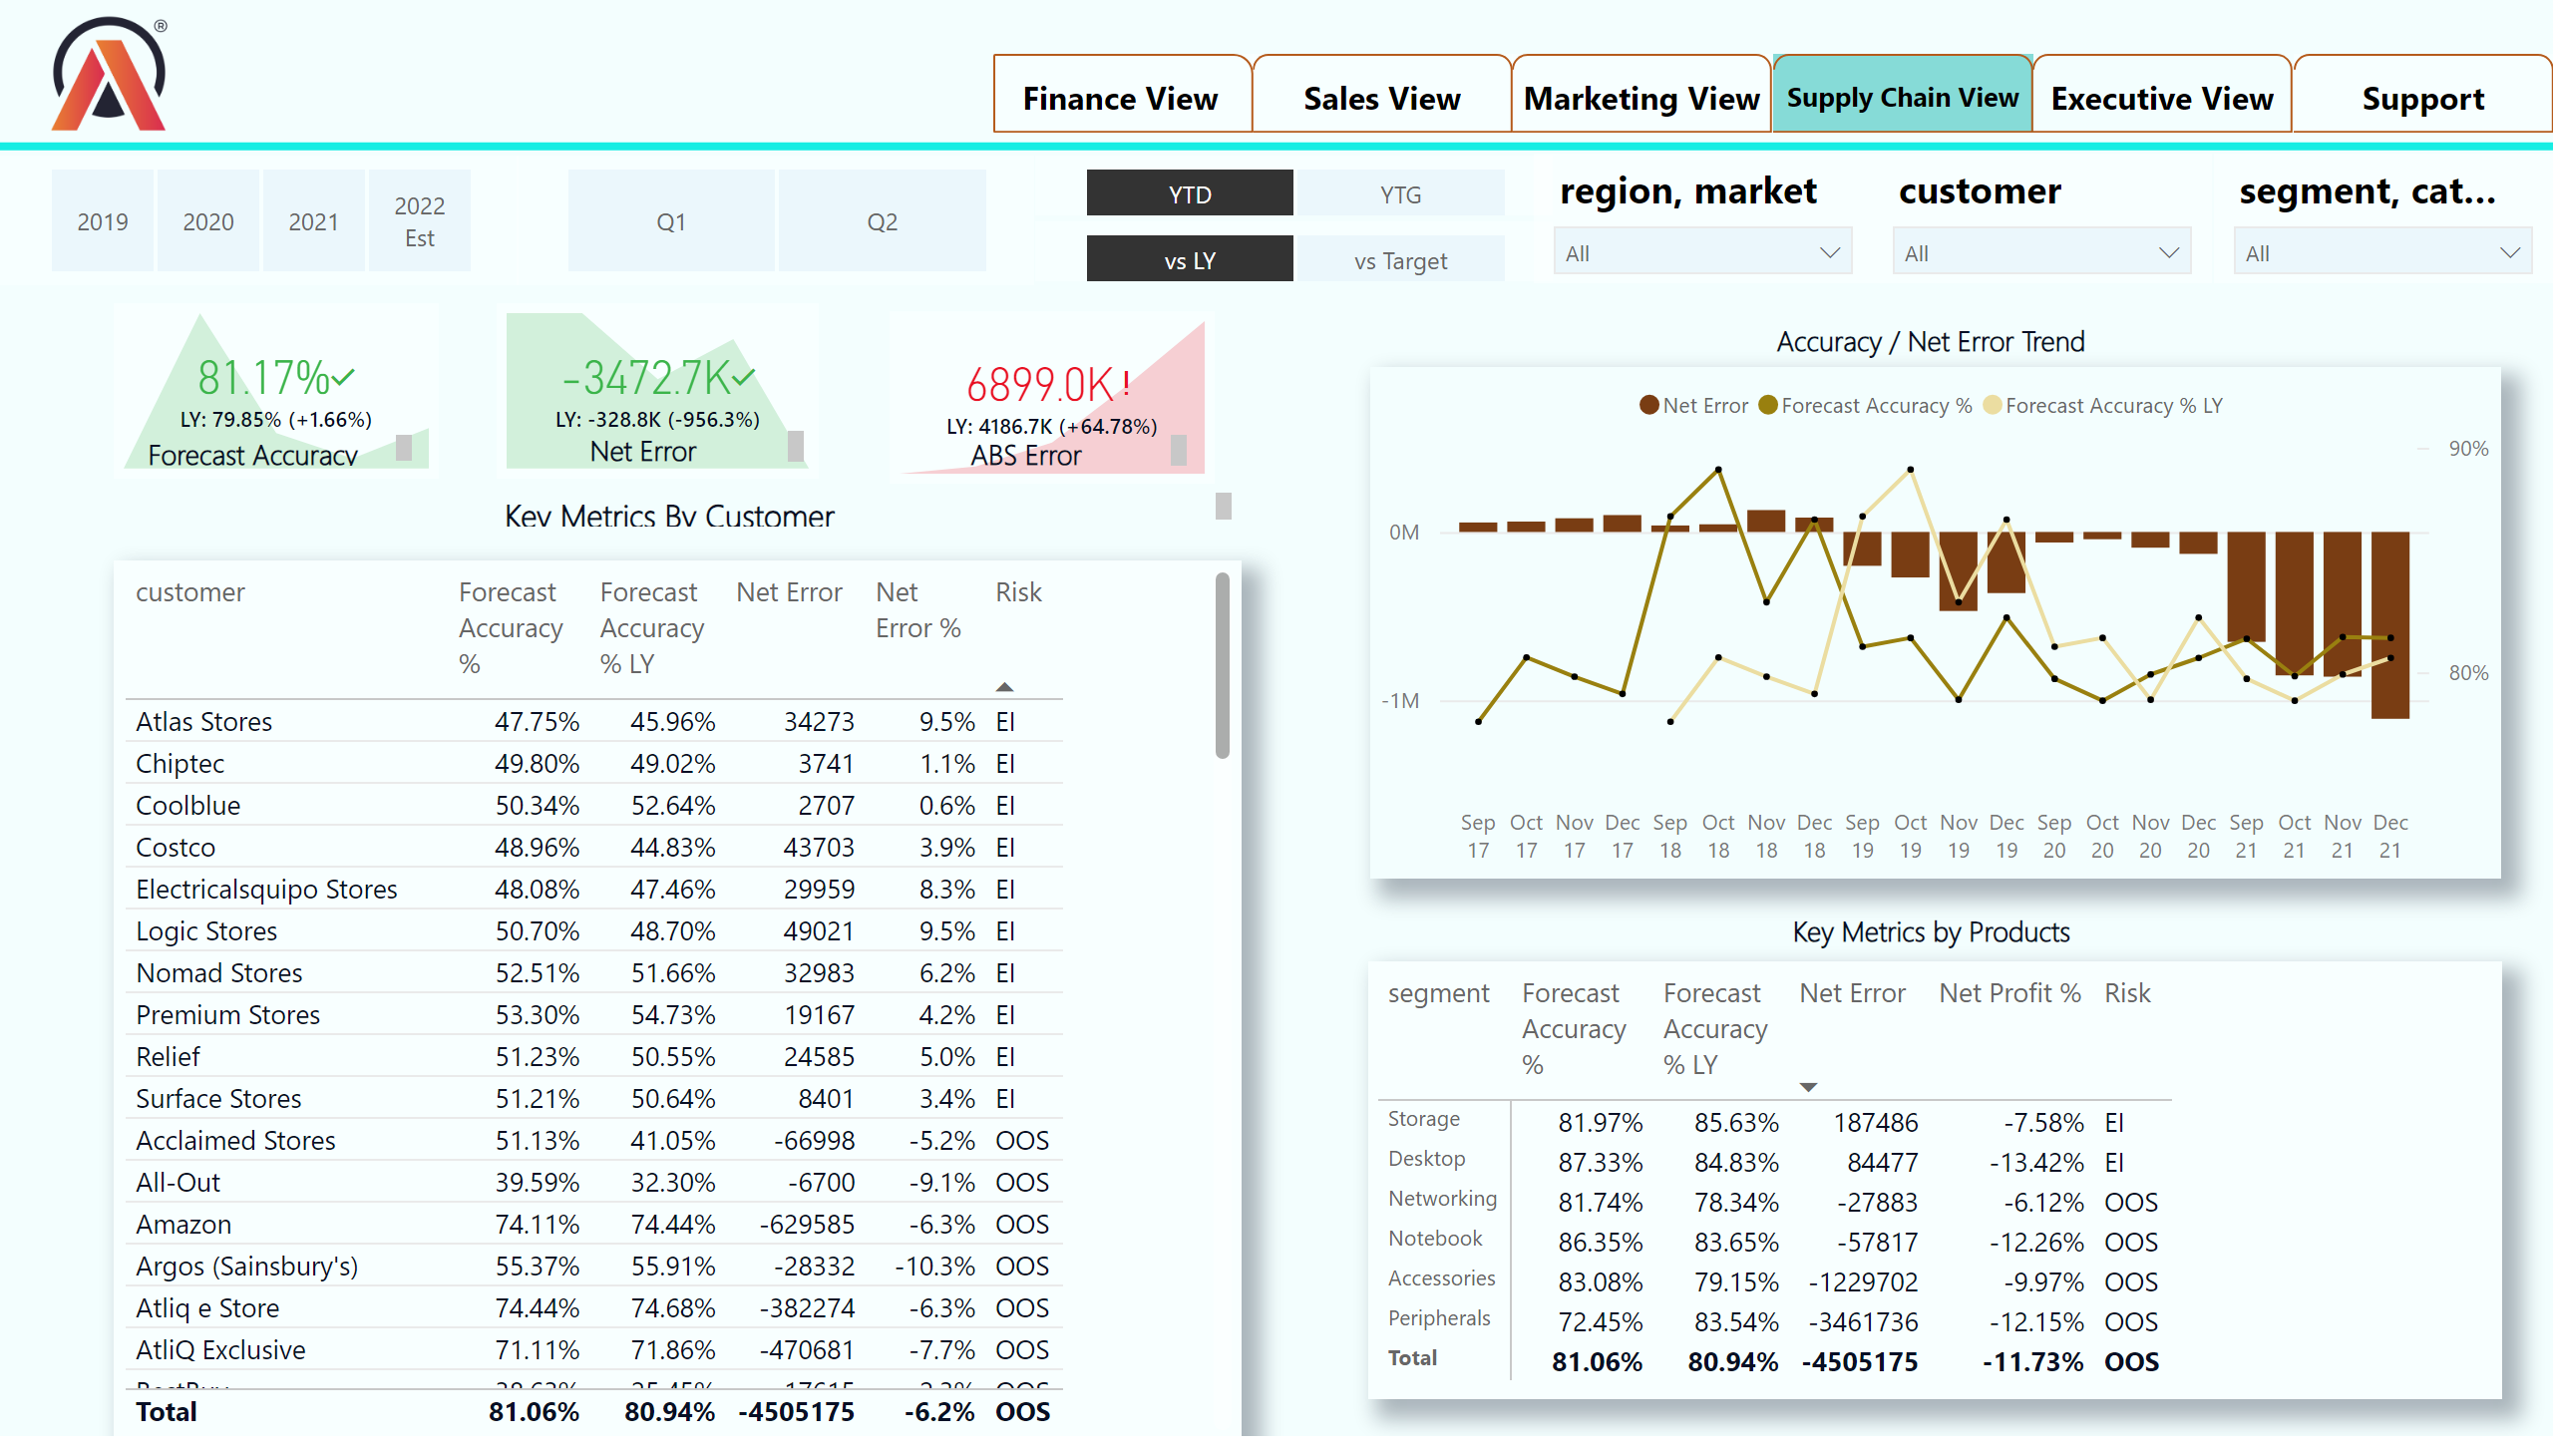 ®
Finance View
Sales View
Marketing View
Supply Chain View
Executive View
Support
2019
2020
2021
2022
Est
Q1
Q2
YTD
YTG
vs LY
vs Target
region, market
All
customer
All
segment, cat...
All
81.17%
LY: 79.85% (+1.66%)
Forecast Accuracy
-3472.7K
LY: -328.8K (-956.3%)
Net Error
6899.0K!
LY: 4186.7K (+64.78%)
ABS Error
Key Metrics By Customer
customer Forecast Accuracy % Forecast Accuracy % LY Net Error Net Error % Risk
Atlas Stores 47.75% 45.96% 34273 9.5% EI
Chiptec 49.80% 49.02% 3741 1.1% EI
Coolblue 50.34% 52.64% 2707 0.6% EI
Costco 48.96% 44.83% 43703 3.9% EI
Electricalsquipo Stores 48.08% 47.46% 29959 8.3% EI
Logic Stores 50.70% 48.70% 49021 9.5% EI
Nomad Stores 52.51% 51.66% 32983 6.2% EI
Premium Stores 53.30% 54.73% 19167 4.2% EI
Relief 51.23% 50.55% 24585 5.0% EI
Surface Stores 51.21% 50.64% 8401 3.4% EI
Acclaimed Stores 51.13% 41.05% -66998 -5.2% OOS
All-Out 39.59% 32.30% -6700 -9.1% OOS
Amazon 74.11% 74.44% -629585 -6.3% OOS
Argos (Sainsbury's) 55.37% 55.91% -28332 -10.3% OOS
Atliq e Store 74.44% 74.68% -382274 -6.3% OOS
AtliQ Exclusive 71.11% 71.86% -470681 -7.7% OOS
Total 81.06% 80.94% -4505175 -6.2% OOS
Accuracy / Net Error Trend
Net Error Forecast Accuracy % Forecast Accuracy % LY
90%
0M
80%
-1M
Sep Oct Nov Dec Sep Oct Nov Dec Sep Oct Nov Dec Sep Oct Nov Dec Sep Oct Nov Dec
17 17 17 17 18 18 18 18 19 19 19 19 20 20 20 20 21 21 21 21
Key Metrics by Products
segment Forecast Accuracy % Forecast Accuracy % LY Net Error Net Profit % Risk
Storage 81.97% 85.63% 187486 -7.58% EI
Desktop 87.33% 84.83% 84477 -13.42% EI
Networking 81.74% 78.34% -27883 -6.12% OOS
Notebook 86.35% 83.65% -57817 -12.26% OOS
Accessories 83.08% 79.15% -1229702 -9.97% OOS
Peripherals 72.45% 83.54% -3461736 -12.15% OOS
Total 81.06% 80.94% -4505175 -11.73% OOS